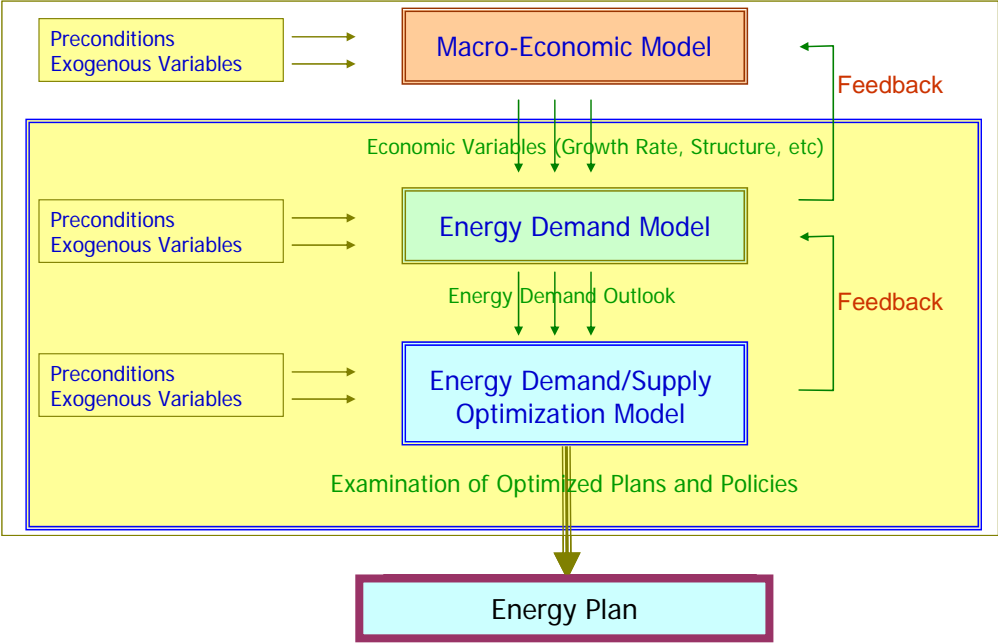 Preconditions
Exogenous Variables
Macro-Economic Model
Feedback
Economic Variables (Growth Rate, Structure, etc)
Preconditions
Exogenous Variables
Energy Demand Model
Energy Demand Outlook
Feedback
Preconditions
Exogenous Variables
Energy Demand/Supply
Optimization Model
Examination of Optimized Plans and Policies
Energy Plan